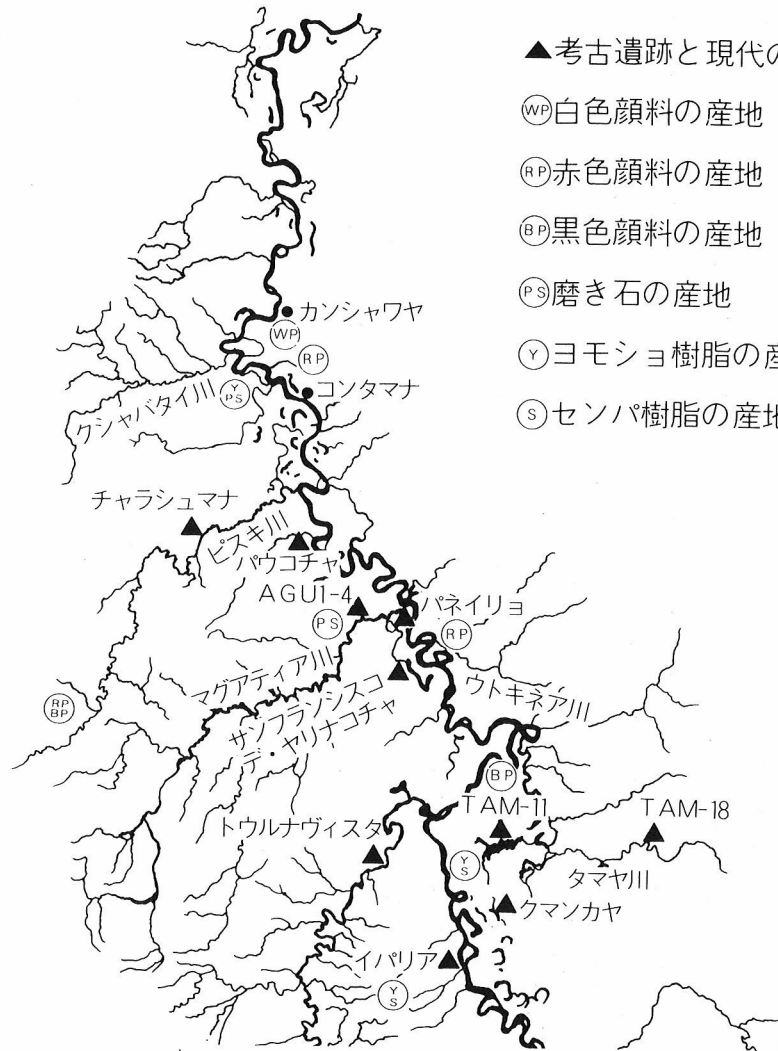 ▲考古遺跡と現代の
WP白色顔料の産地
RP赤色顔料の産地
BP黒色顔料の産地
PS磨き石の産地
Yヨモショ樹脂の産
Sセンパ樹脂の産地
カンシャワヤ
WP
RP
コンタマナ
Y
PS
クシャバタイ川
チャラシュマナ
ピスキ川
パウコチャ
AGU1-4
パネイリョ
PS
RP
マグアティア川
サンフランシスコ
デ・ヤリナコチャ
ウトキネア川
RP
BP
BP
TAM-11
TAM-18
トウルナヴィスタ
Y
S
タマヤ川
クマンカヤ
イパリア
Y
S